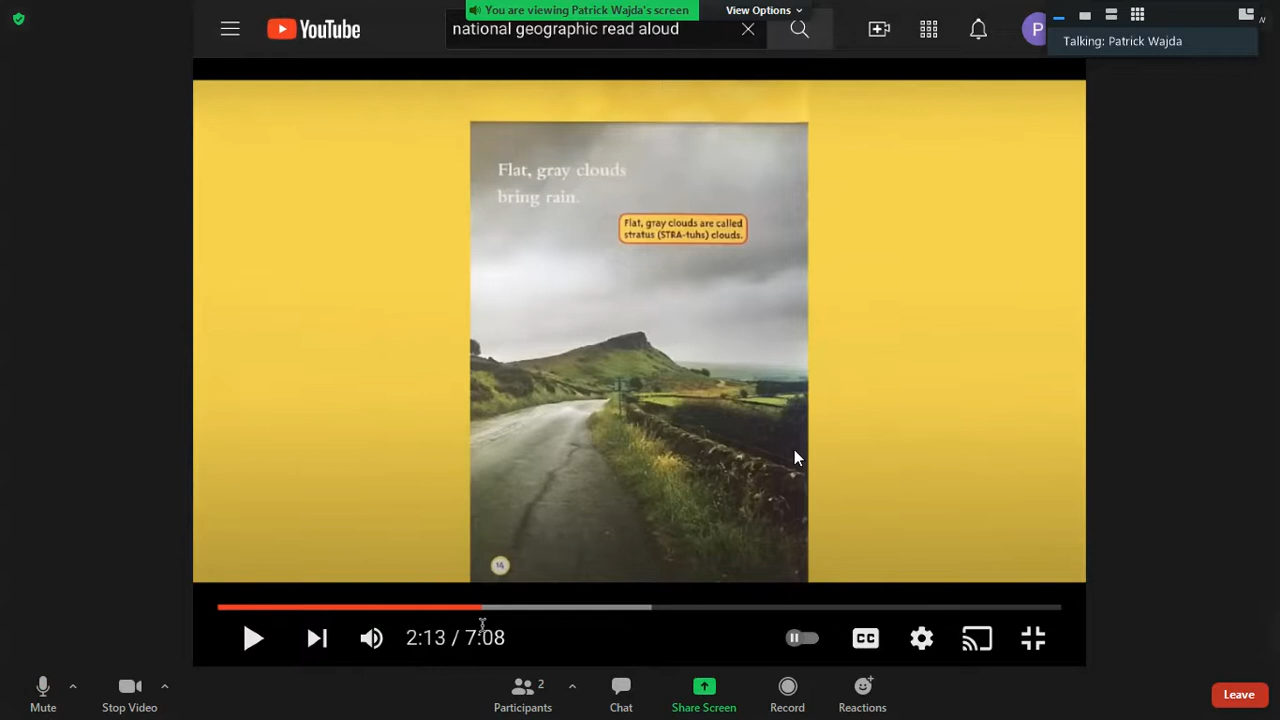 You are viewing Patrick Wajda's screen
View Options
YouTube
national geographic read aloud
P
Talking: Patrick Wajda
Flat, gray clouds
bring rain.
Flat, gray clouds are called
stratus (STRA-tuhs) clouds.
14
2:13 / 7:08
CC
2
Mute
Stop Video
Participants
Chat
Share Screen
Record
Reactions
Leave